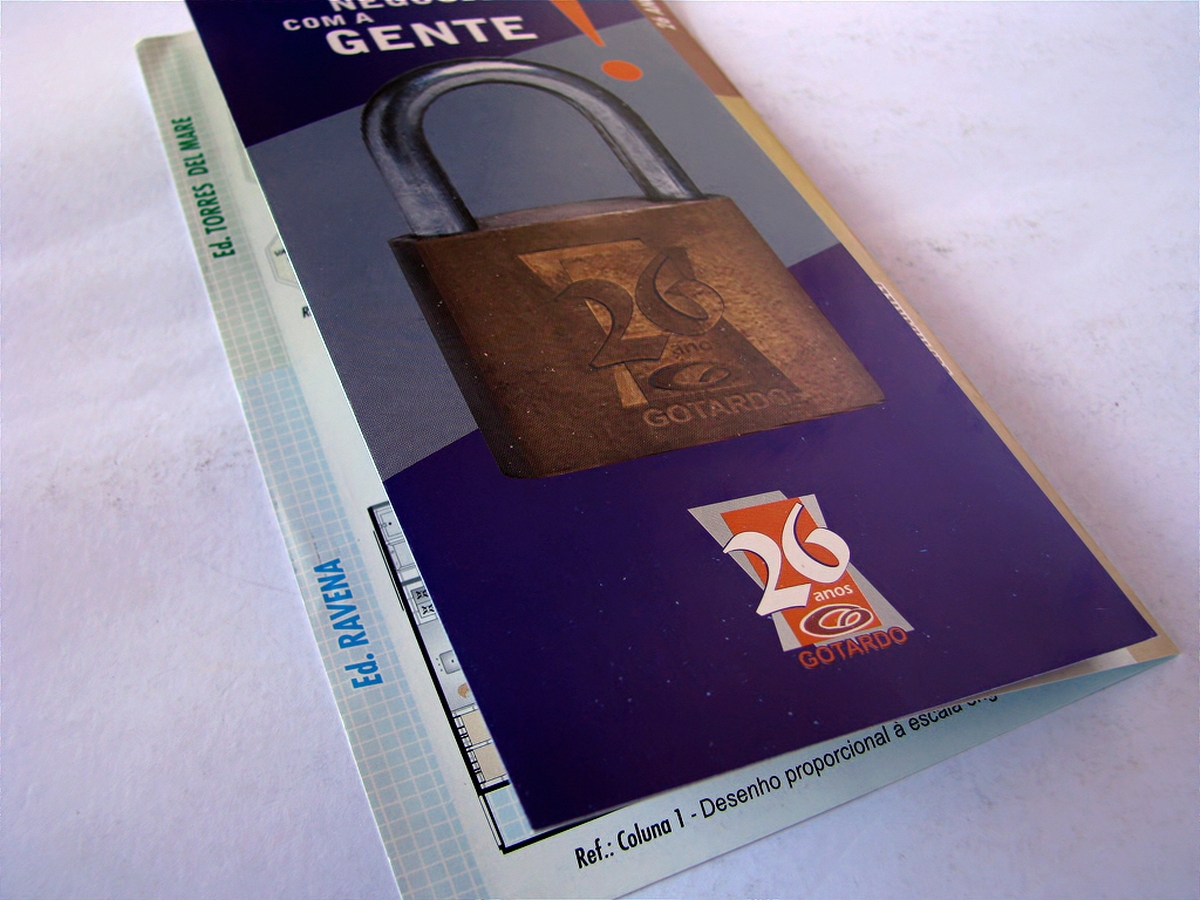 COM A
GENTE
Ed. TORRES DEL MARE
26
anos
GOTARDO
26
anos
GOTARDO
Ed. RAVENA
Ref.: Coluna 1 - Desenho proporcional à escala